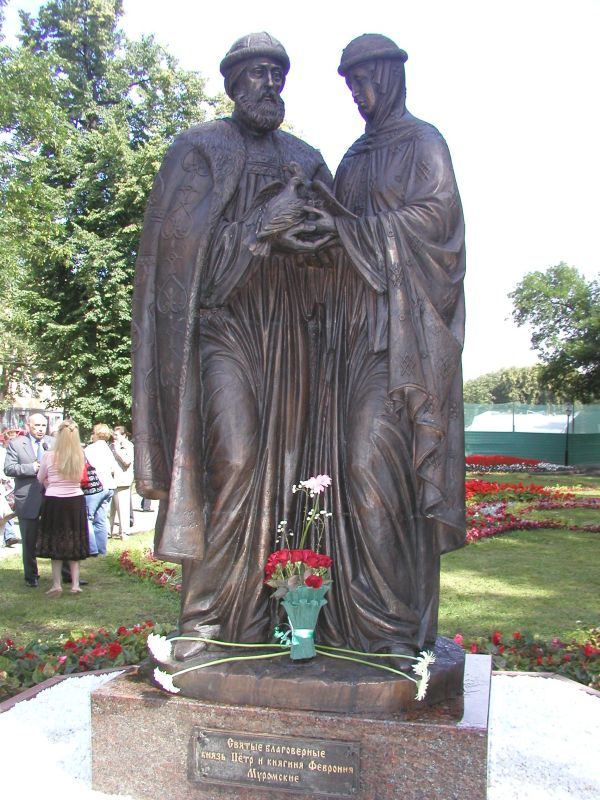 Святые благоверные
князь Пётр и княгиня Феврония
Муромские